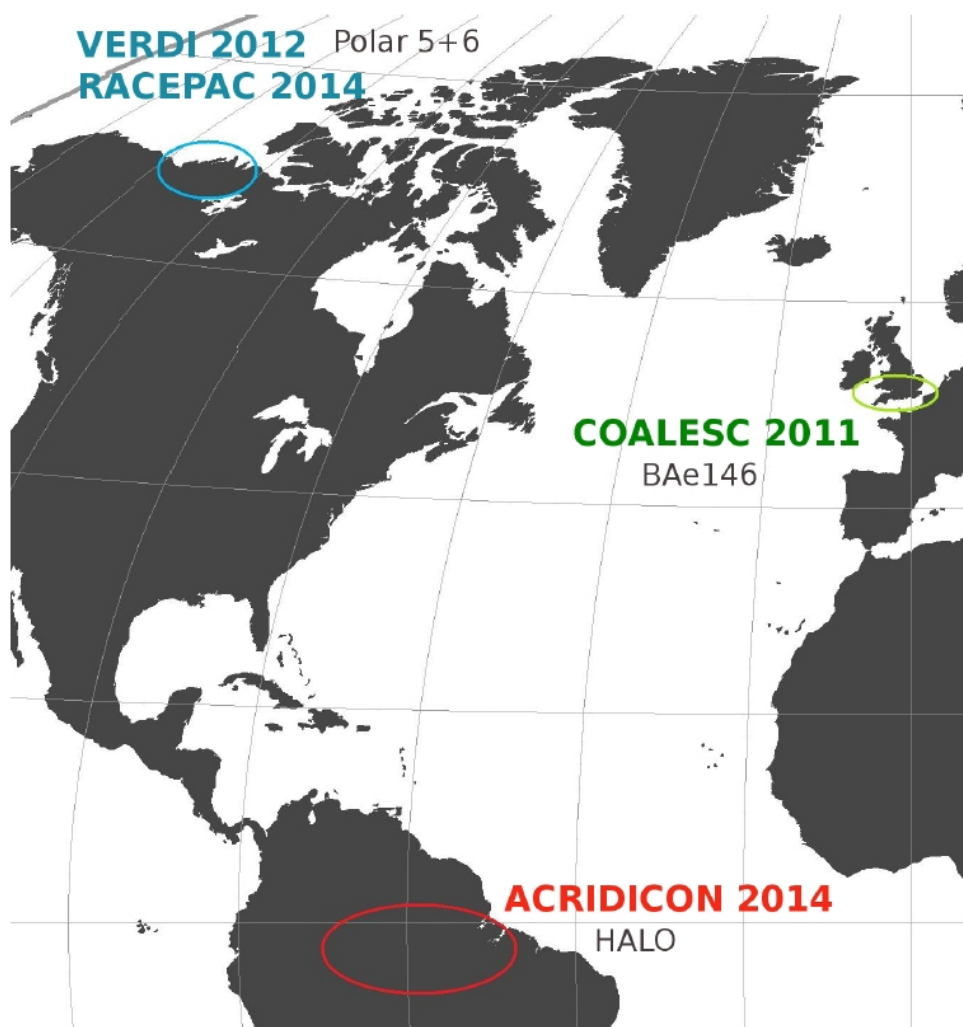 VERDI 2012 Polar 5+6
RACEPAC 2014
COALESC 2011
BAe146
ACRIDICON 2014
HALO